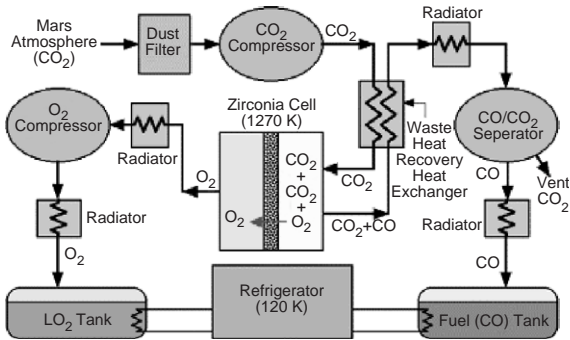 Mars
Atmosphere
(CO₂)
Dust
Filter
CO₂
Compressor
CO₂
Radiator
O₂
Compressor
Radiator
O₂
Zirconia Cell
(1270 K)
CO₂
+
CO₂
+
O₂
O₂
CO₂
CO₂+CO
Waste
Heat
Recovery
Heat
Exchanger
CO/CO₂
Seperator
CO
Vent
CO₂
Radiator
O₂
Radiator
CO
LO₂ Tank
Refrigerator
(120 K)
Fuel (CO) Tank